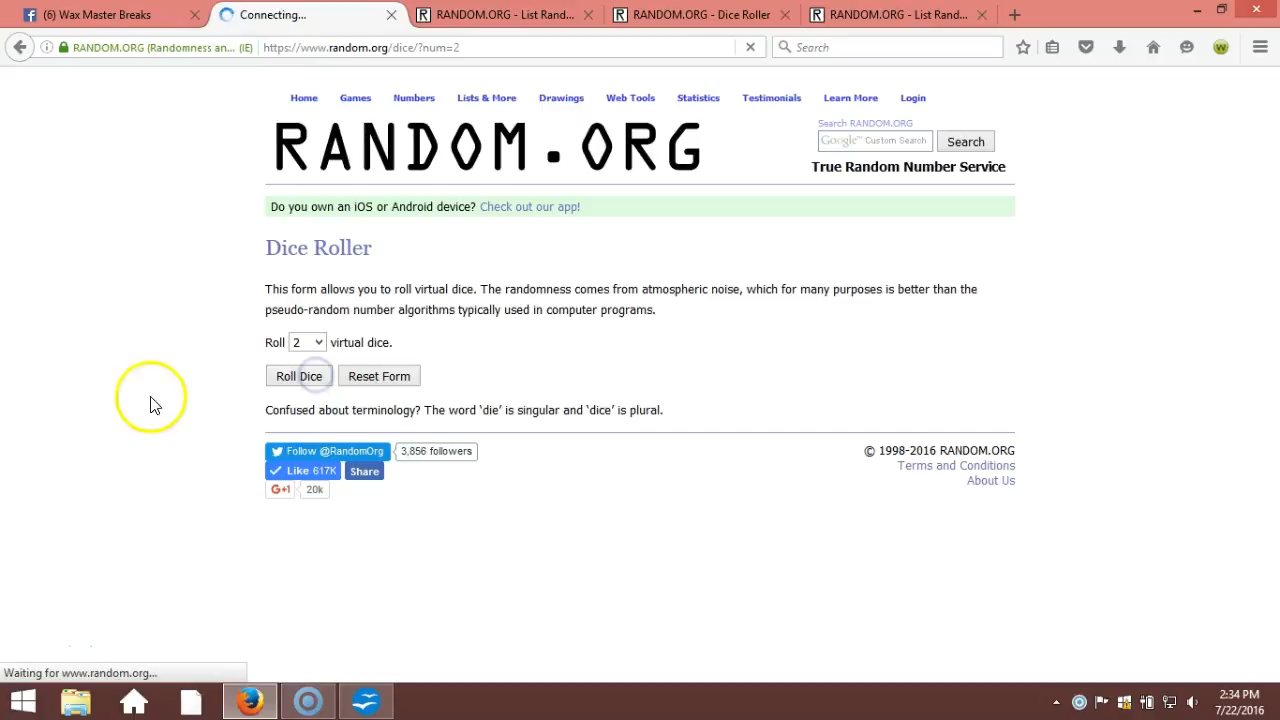 (6) Wax Master Breaks
Connecting...
RANDOM.ORG - List Rand...
RANDOM.ORG - Dice Roller
RANDOM.ORG - List Rand...
RANDOM.ORG (Randomness an... (IE)
https://www.random.org/dice/?num=2
Search
Home Games Numbers Lists & More Drawings Web Tools Statistics Testimonials Learn More Login
RANDOM.ORG
Search RANDOM.ORG
Google™ Custom Search
Search
True Random Number Service
Do you own an iOS or Android device? Check out our app!
Dice Roller
This form allows you to roll virtual dice. The randomness comes from atmospheric noise, which for many purposes is better than the
pseudo-random number algorithms typically used in computer programs.
Roll 2 virtual dice.
Roll Dice Reset Form
Confused about terminology? The word ‘die’ is singular and ‘dice’ is plural.
Follow @RandomOrg 3,856 followers
Like 617K Share
G+1 20k
© 1998-2016 RANDOM.ORG
Terms and Conditions
About Us
Waiting for www.random.org...
2:34 PM
7/22/2016